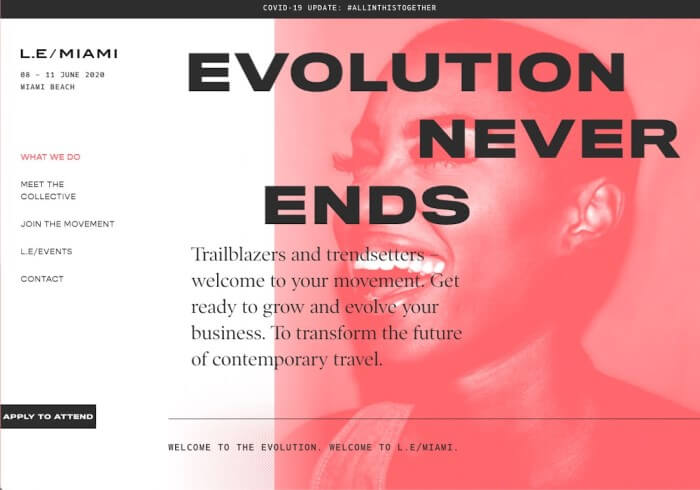 COVID-19 UPDATE: #ALLINTHISTOGETHER
L.E/MIAMI
08 – 11 JUNE 2020
MIAMI BEACH
WHAT WE DO
MEET THE
COLLECTIVE
JOIN THE MOVEMENT
L.E/EVENTS
CONTACT
APPLY TO ATTEND
EVOLUTION
NEVER
ENDS
Trailblazers and trendsetters –
welcome to your movement. Get
ready to grow and evolve your
business. To transform the future
of contemporary travel.
WELCOME TO THE EVOLUTION. WELCOME TO L.E/MIAMI.